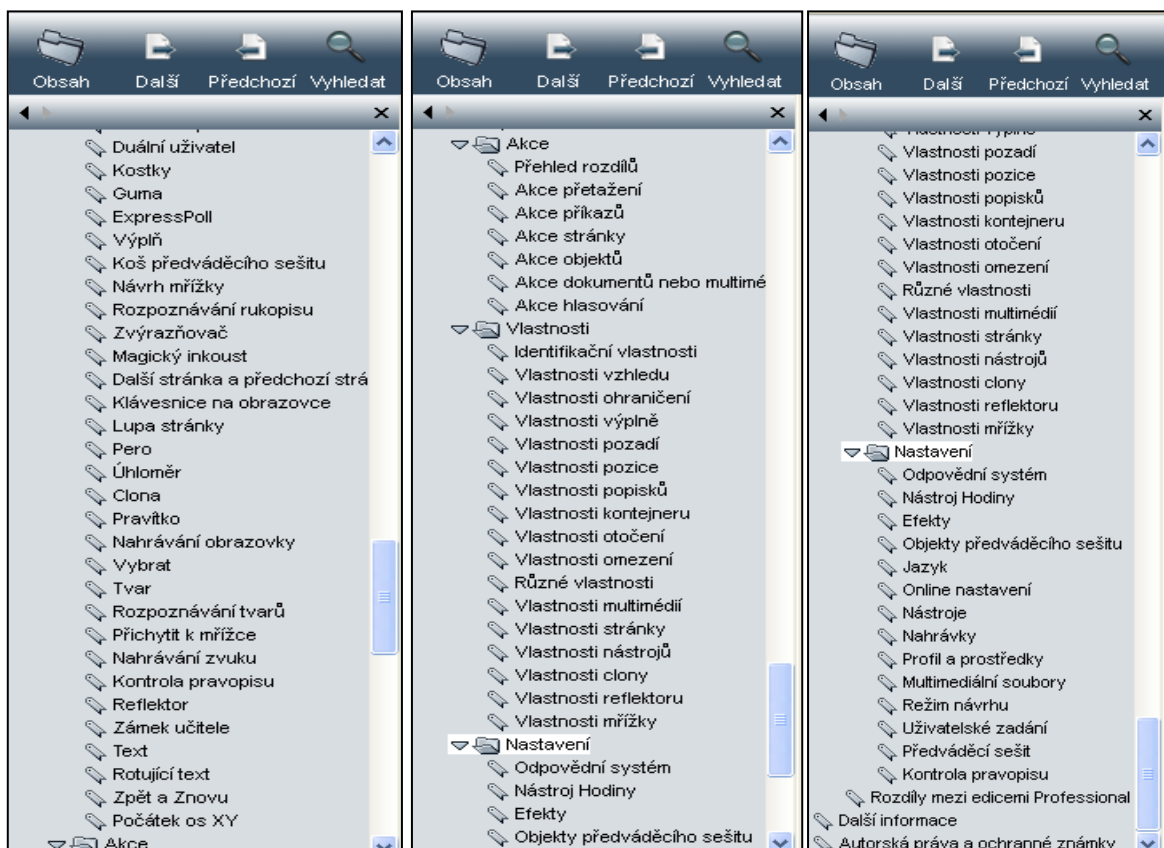 Obsah Další Předchozí Vyhledat
Duální uživatel
Kostky
Guma
ExpressPoll
Výplň
Koš předváděcího sešitu
Návrh mřížky
Rozpoznávání rukopisu
Zvýrazňovač
Magický inkoust
Další stránka a předchozí strá
Klávesnice na obrazovce
Lupa stránky
Pero
Úhloměr
Clona
Pravítko
Nahrávání obrazovky
Vybrat
Tvar
Rozpoznávání tvarů
Přichytit k mřížce
Nahrávání zvuku
Kontrola pravopisu
Reflektor
Zámek učitele
Text
Rotující text
Zpět a Znovu
Počátek os XY
Akce
Obsah Další Předchozí Vyhledat
Akce
Přehled rozdílů
Akce přetažení
Akce příkazů
Akce stránky
Akce objektů
Akce dokumentů nebo multimé
Akce hlasování
Vlastnosti
Identifikační vlastnosti
Vlastnosti vzhledu
Vlastnosti ohraničení
Vlastnosti výplně
Vlastnosti pozadí
Vlastnosti pozice
Vlastnosti popisků
Vlastnosti kontejneru
Vlastnosti otočení
Vlastnosti omezení
Různé vlastnosti
Vlastnosti multimédií
Vlastnosti stránky
Vlastnosti nástrojů
Vlastnosti clony
Vlastnosti reflektoru
Vlastnosti mřížky
Nastavení
Odpovědní systém
Nástroj Hodiny
Efekty
Objekty předváděcího sešitu
Obsah Další Předchozí Vyhledat
Vlastnosti výplně
Vlastnosti pozadí
Vlastnosti pozice
Vlastnosti popisků
Vlastnosti kontejneru
Vlastnosti otočení
Vlastnosti omezení
Různé vlastnosti
Vlastnosti multimédií
Vlastnosti stránky
Vlastnosti nástrojů
Vlastnosti clony
Vlastnosti reflektoru
Vlastnosti mřížky
Nastavení
Odpovědní systém
Nástroj Hodiny
Efekty
Objekty předváděcího sešitu
Jazyk
Online nastavení
Nástroje
Nahrávky
Profil a prostředky
Multimediální soubory
Režim návrhu
Uživatelské zadání
Předváděcí sešit
Kontrola pravopisu
Rozdíly mezi edicemi Professional
Další informace
Autorská práva a ochranné známky